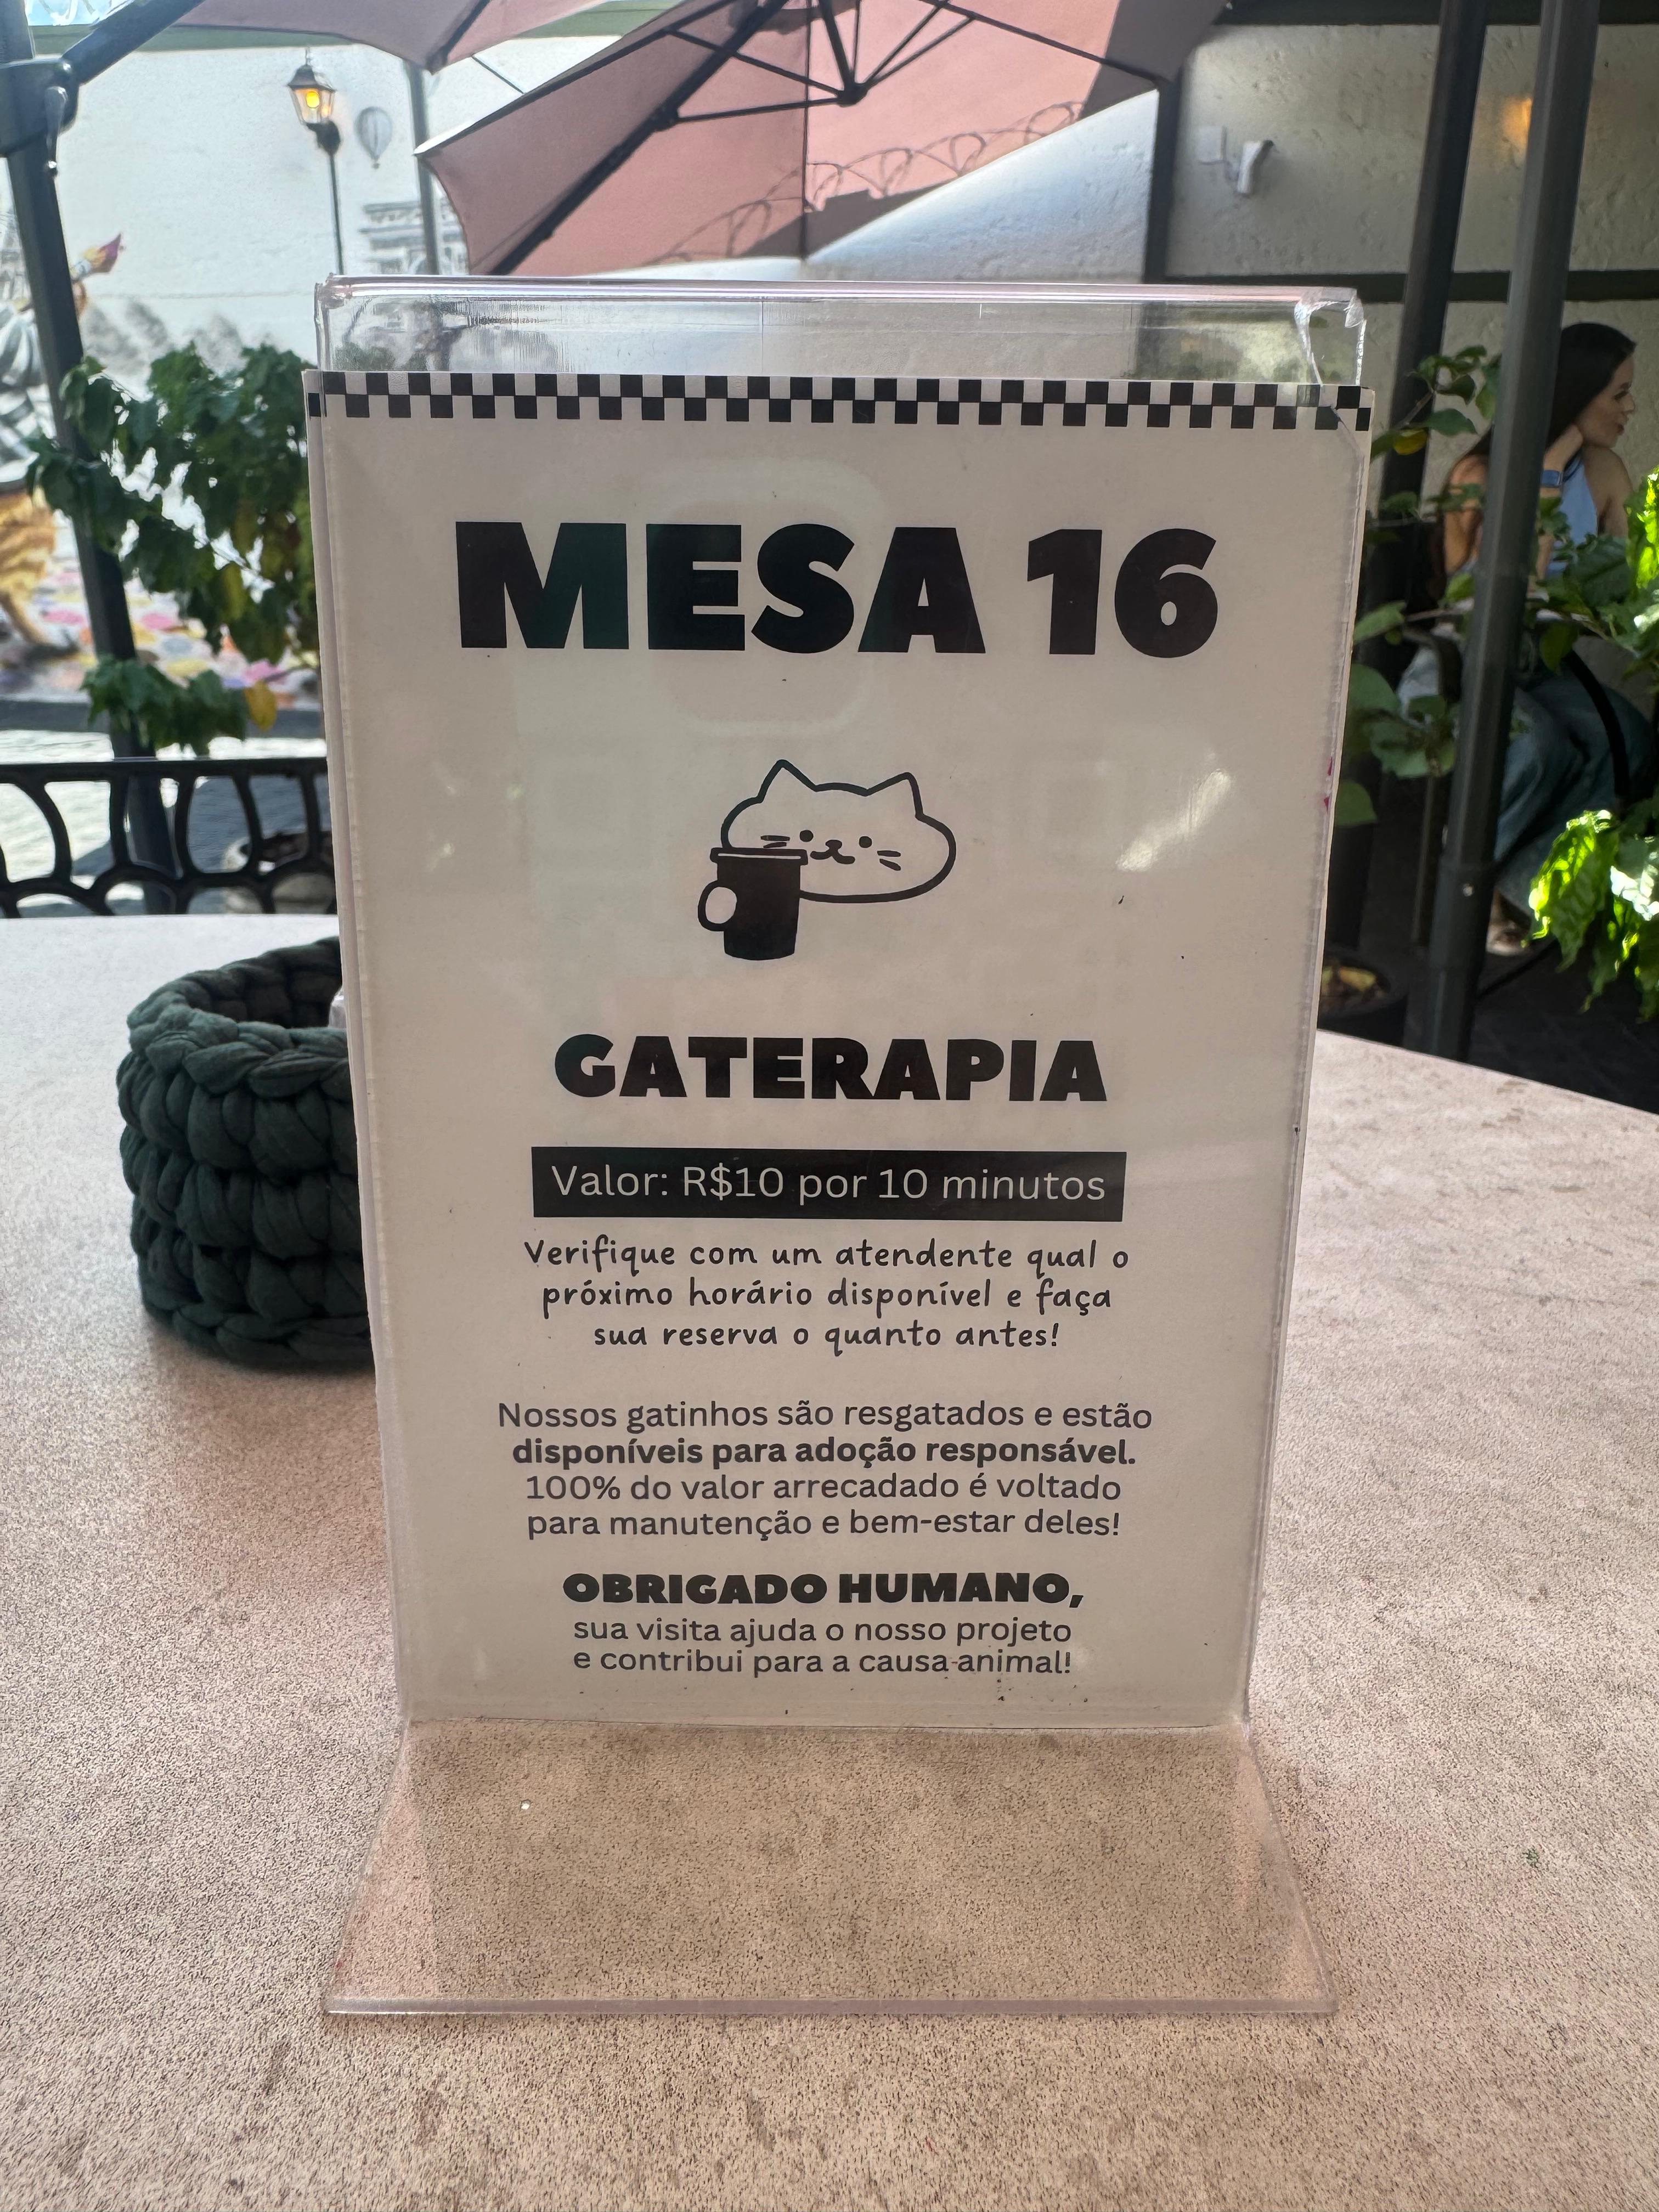 MESA 16
GATERAPIA
Valor: R$10 por 10 minutos
Verifique com um atendente qual o
próximo horário disponível e faça
sua reserva o quanto antes!
Nossos gatinhos são resgatados e estão
disponíveis para adoção responsável.
100% do valor arrecadado é voltado
para manutenção e bem-estar deles!
OBRIGADO HUMANO,
sua visita ajuda o nosso projeto
e contribui para a causa animal!